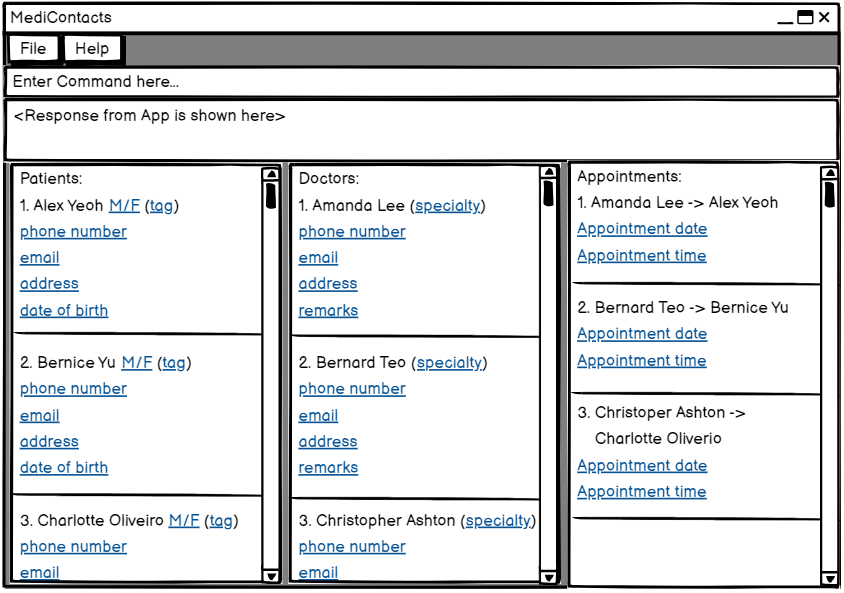 MediContacts
File Help
Enter Command here...
<Response from App is shown here>
Patients:
1. Alex Yeoh M/F (tag)
phone number
email
address
date of birth
2. Bernice Yu M/F (tag)
phone number
email
address
date of birth
3. Charlotte Oliveiro M/F (tag)
phone number
email
Doctors:
1. Amanda Lee (specialty)
phone number
email
address
remarks
2. Bernard Teo (specialty)
phone number
email
address
remarks
3. Christopher Ashton (specialty)
phone number
email
Appointments:
1. Amanda Lee -> Alex Yeoh
Appointment date
Appointment time
2. Bernard Teo -> Bernice Yu
Appointment date
Appointment time
3. Christoper Ashton ->
Charlotte Oliverio
Appointment date
Appointment time